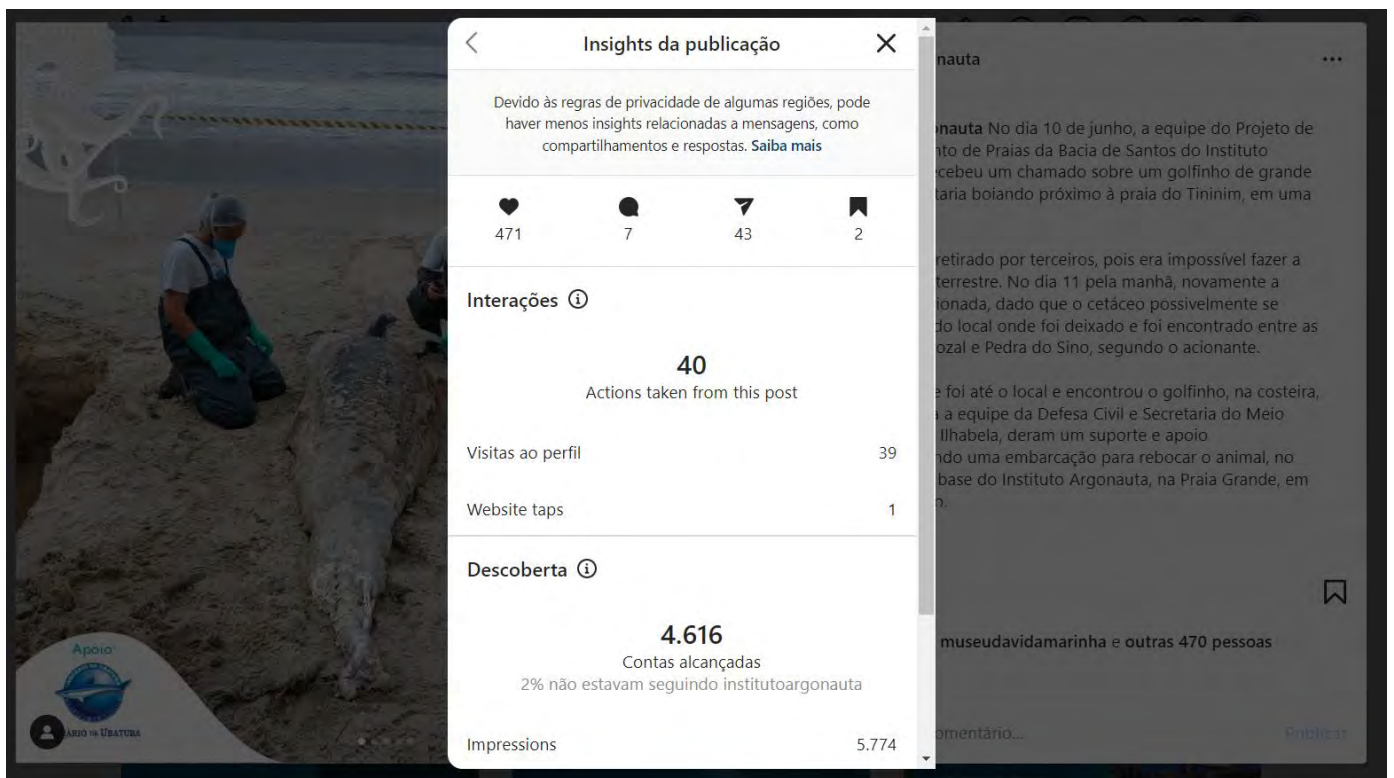 Insights da publicação
Devido às regras de privacidade de algumas regiões, pode
haver menos insights relacionadas a mensagens, como
compartilhamentos e respostas. Saiba mais
471 7 43 2
Interações
40
Actions taken from this post
Visitas ao perfil 39
Website taps 1
Descoberta
4.616
Contas alcançadas
2% não estavam seguindo institutoargonauta
Impressions 5.774
Apoio
nauta
onauta No dia 10 de junho, a equipe do Projeto de
nto de Praias da Bacia de Santos do Instituto
cebeu um chamado sobre um golfinho de grande
taria boiando próximo à praia do Tininim, em uma
retirado por terceiros, pois era impossível fazer a
terrestre. No dia 11 pela manhã, novamente a
ionada, dado que o cetáceo possivelmente se
do local onde foi deixado e foi encontrado entre as
ozal e Pedra do Sino, segundo o acionante.
e foi até o local e encontrou o golfinho, na costeira,
a a equipe da Defesa Civil e Secretaria do Meio
Ilhabela, deram um suporte e apoio
ndo uma embarcação para rebocar o animal, no
base do Instituto Argonauta, na Praia Grande, em
o.
museudavidamarinha e outras 470 pessoas
omentário... Publicar